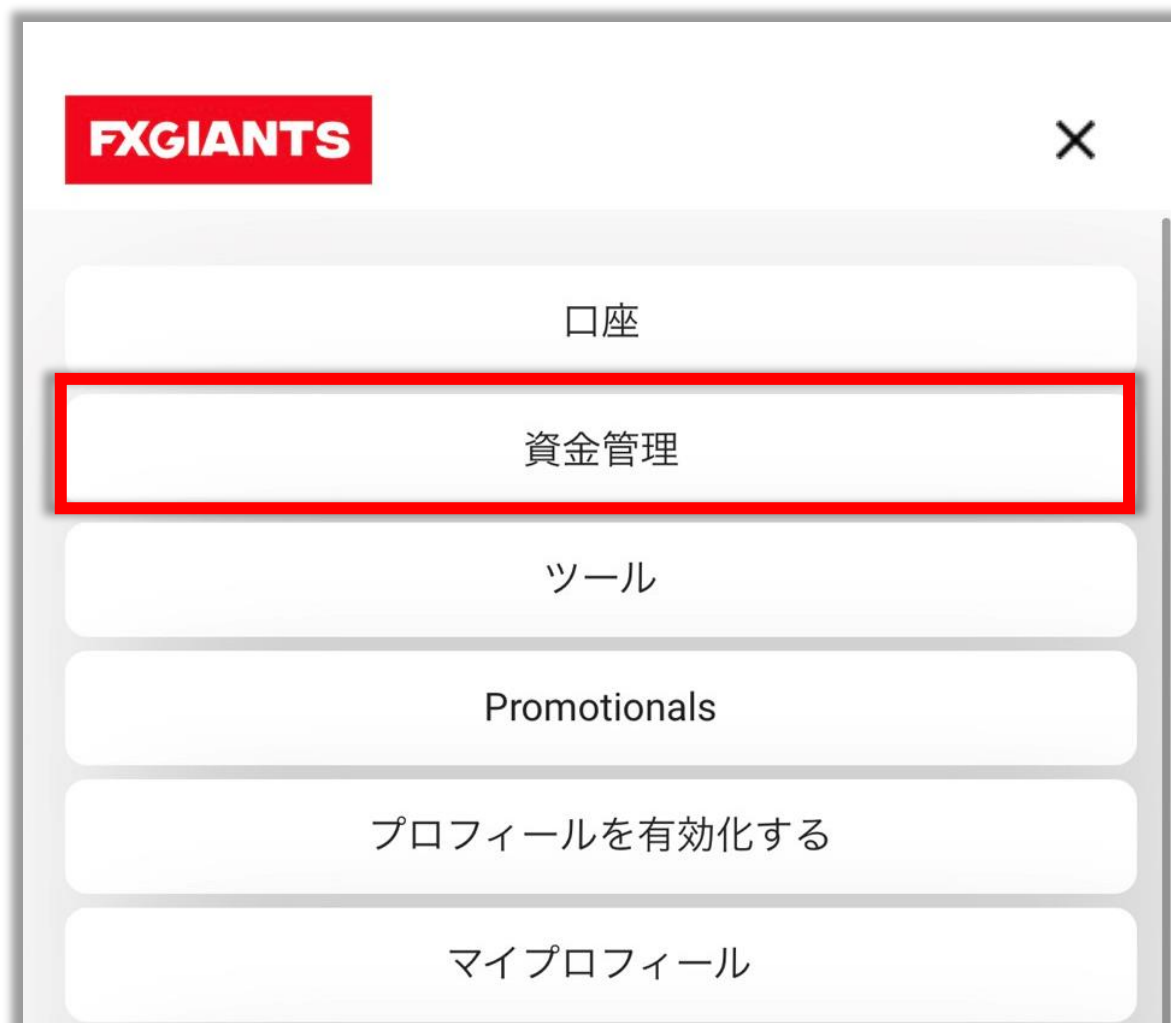 FXGIANTS
口座
資金管理
ツール
Promotionals
プロフィールを有効化する
マイプロフィール